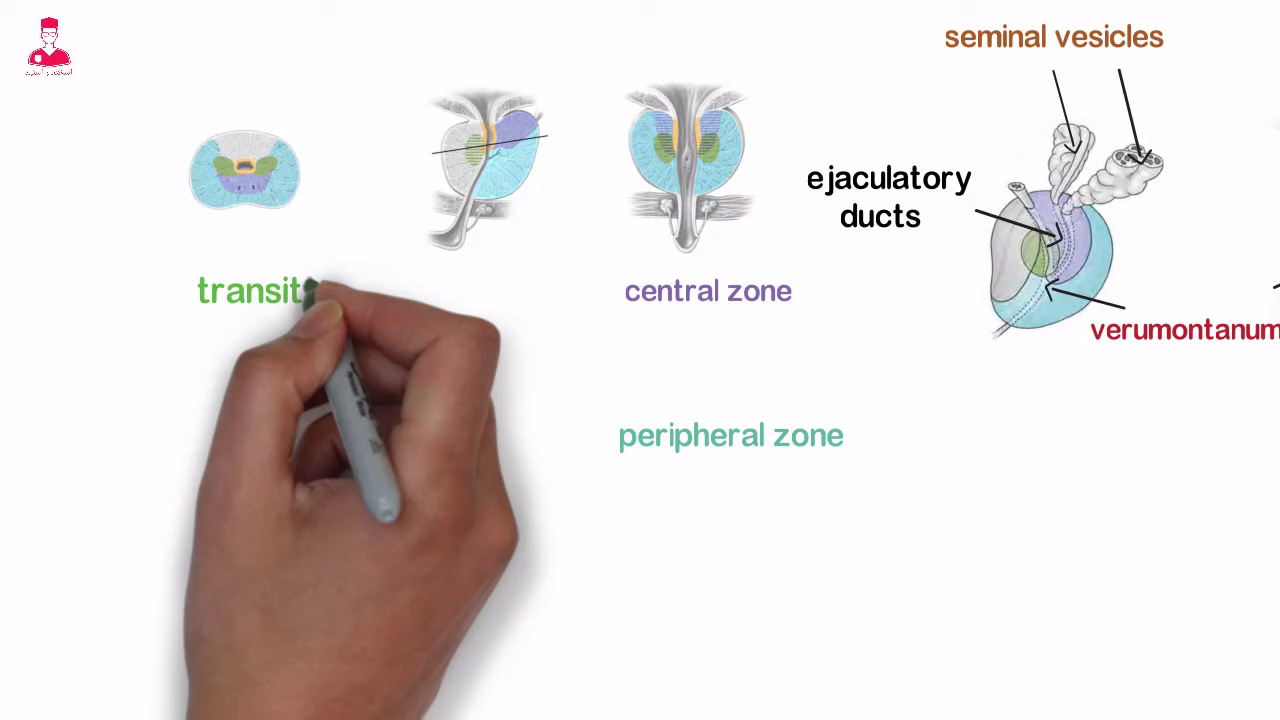 seminal vesicles
ejaculatory
ducts
transit
central zone
verumontanum
peripheral zone